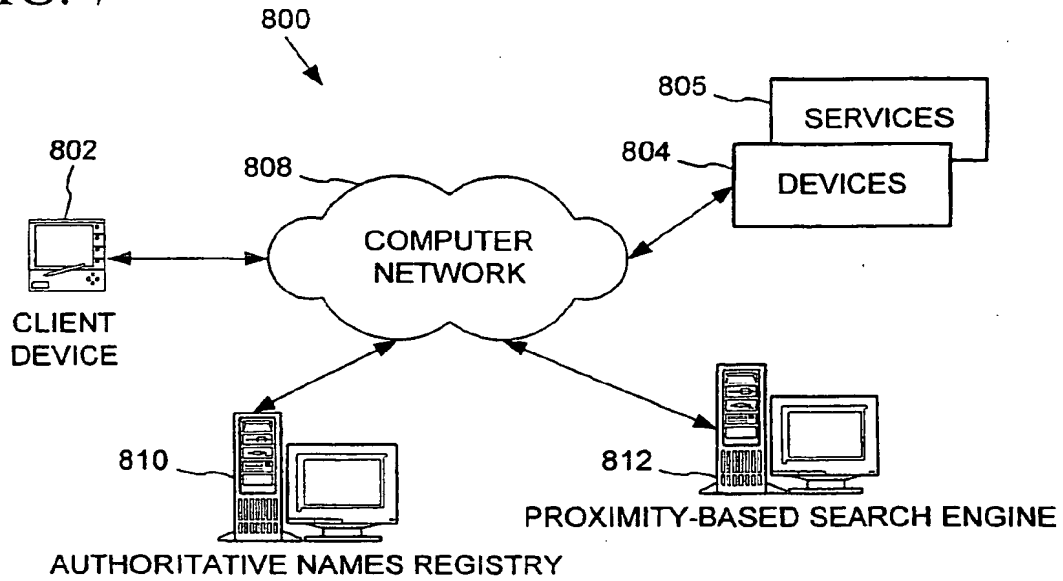 800
805
SERVICES
804
DEVICES
802
808
COMPUTER
NETWORK
CLIENT
DEVICE
810
812
PROXIMITY-BASED SEARCH ENGINE
AUTHORITATIVE NAMES REGISTRY